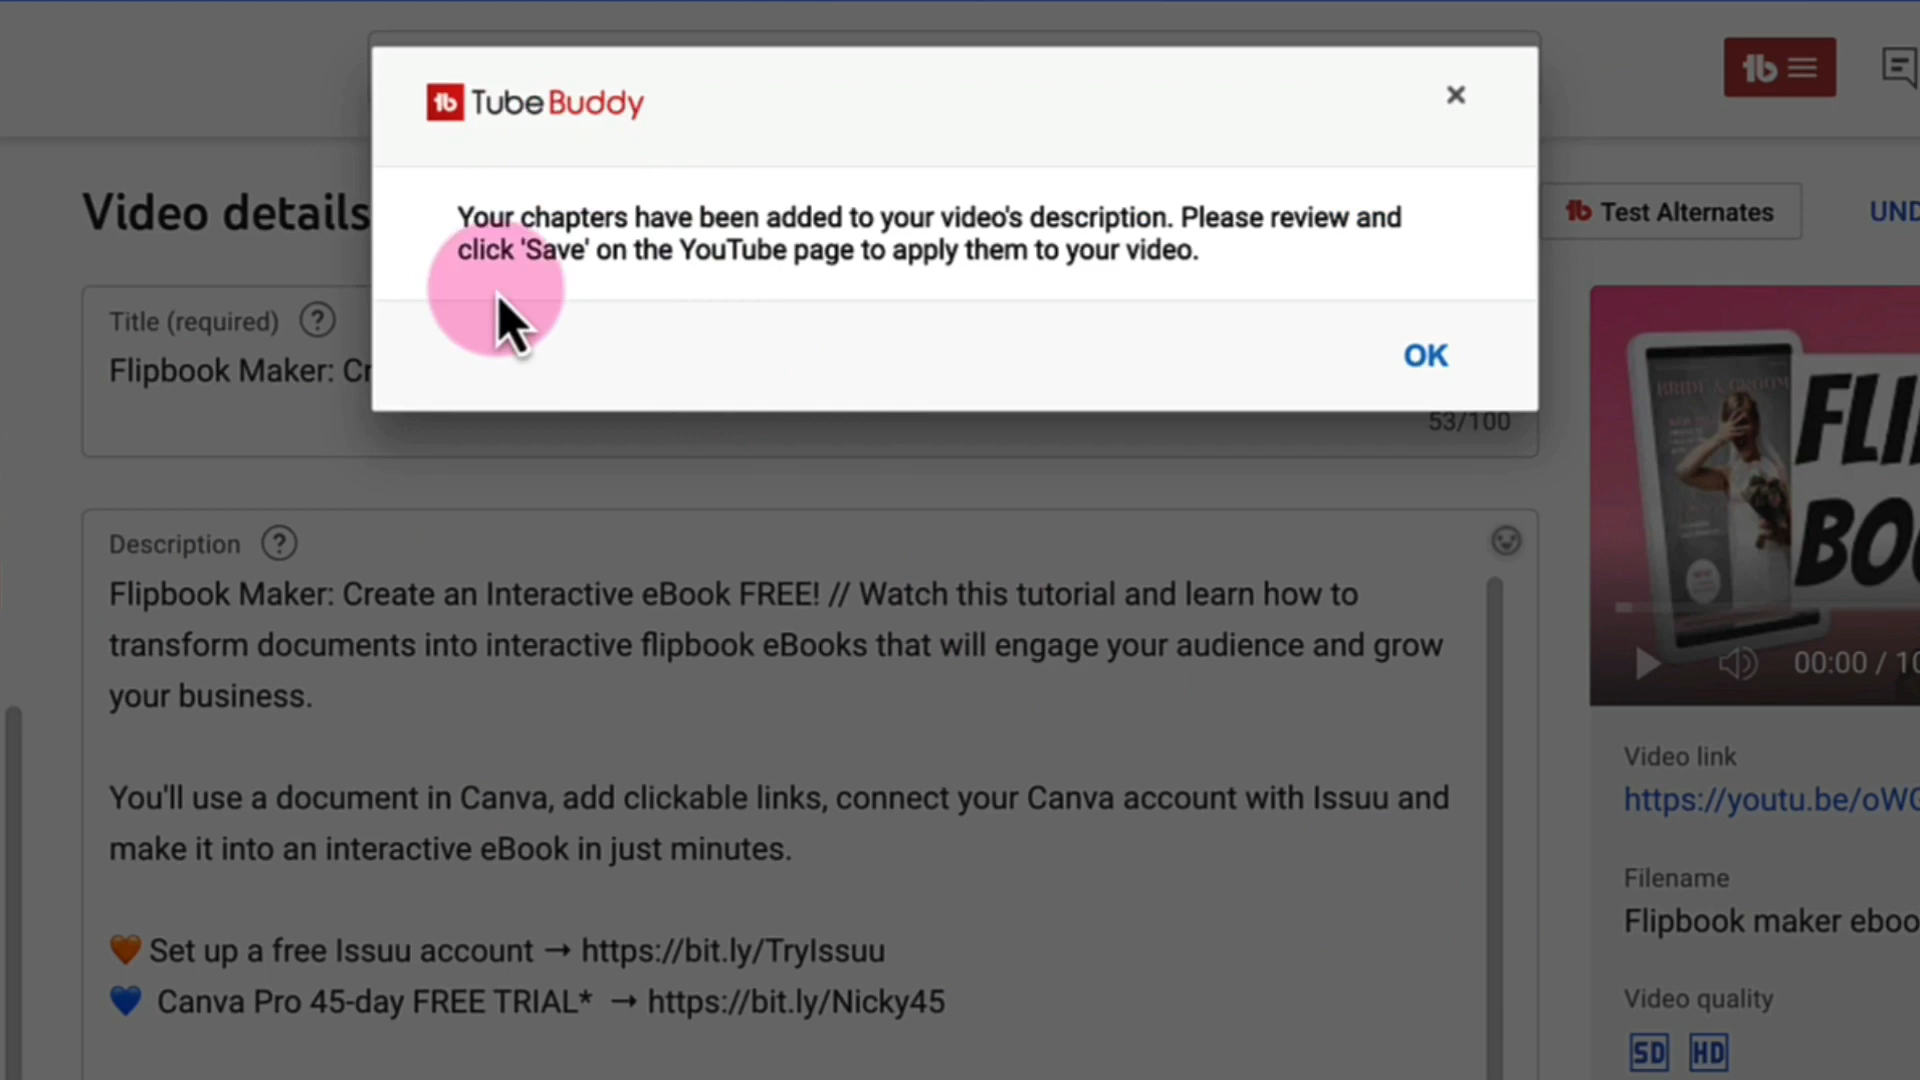 TubeBuddy
×
Your chapters have been added to your video's description. Please review and
click 'Save' on the YouTube page to apply them to your video.
OK
Video details
Test Alternates
Title (required)
Flipbook Maker:
53/100
Description
Flipbook Maker: Create an Interactive eBook FREE! // Watch this tutorial and learn how to
transform documents into interactive flipbook eBooks that will engage your audience and grow
your business.
You'll use a document in Canva, add clickable links, connect your Canva account with Issuu and
make it into an interactive eBook in just minutes.
🧡 Set up a free Issuu account → https://bit.ly/TryIssuu
💙 Canva Pro 45-day FREE TRIAL* → https://bit.ly/Nicky45
BRIDE & GROOM
00:00 /
Video link
https://youtu.be/oW
Filename
Flipbook maker eboo
Video quality
SD HD